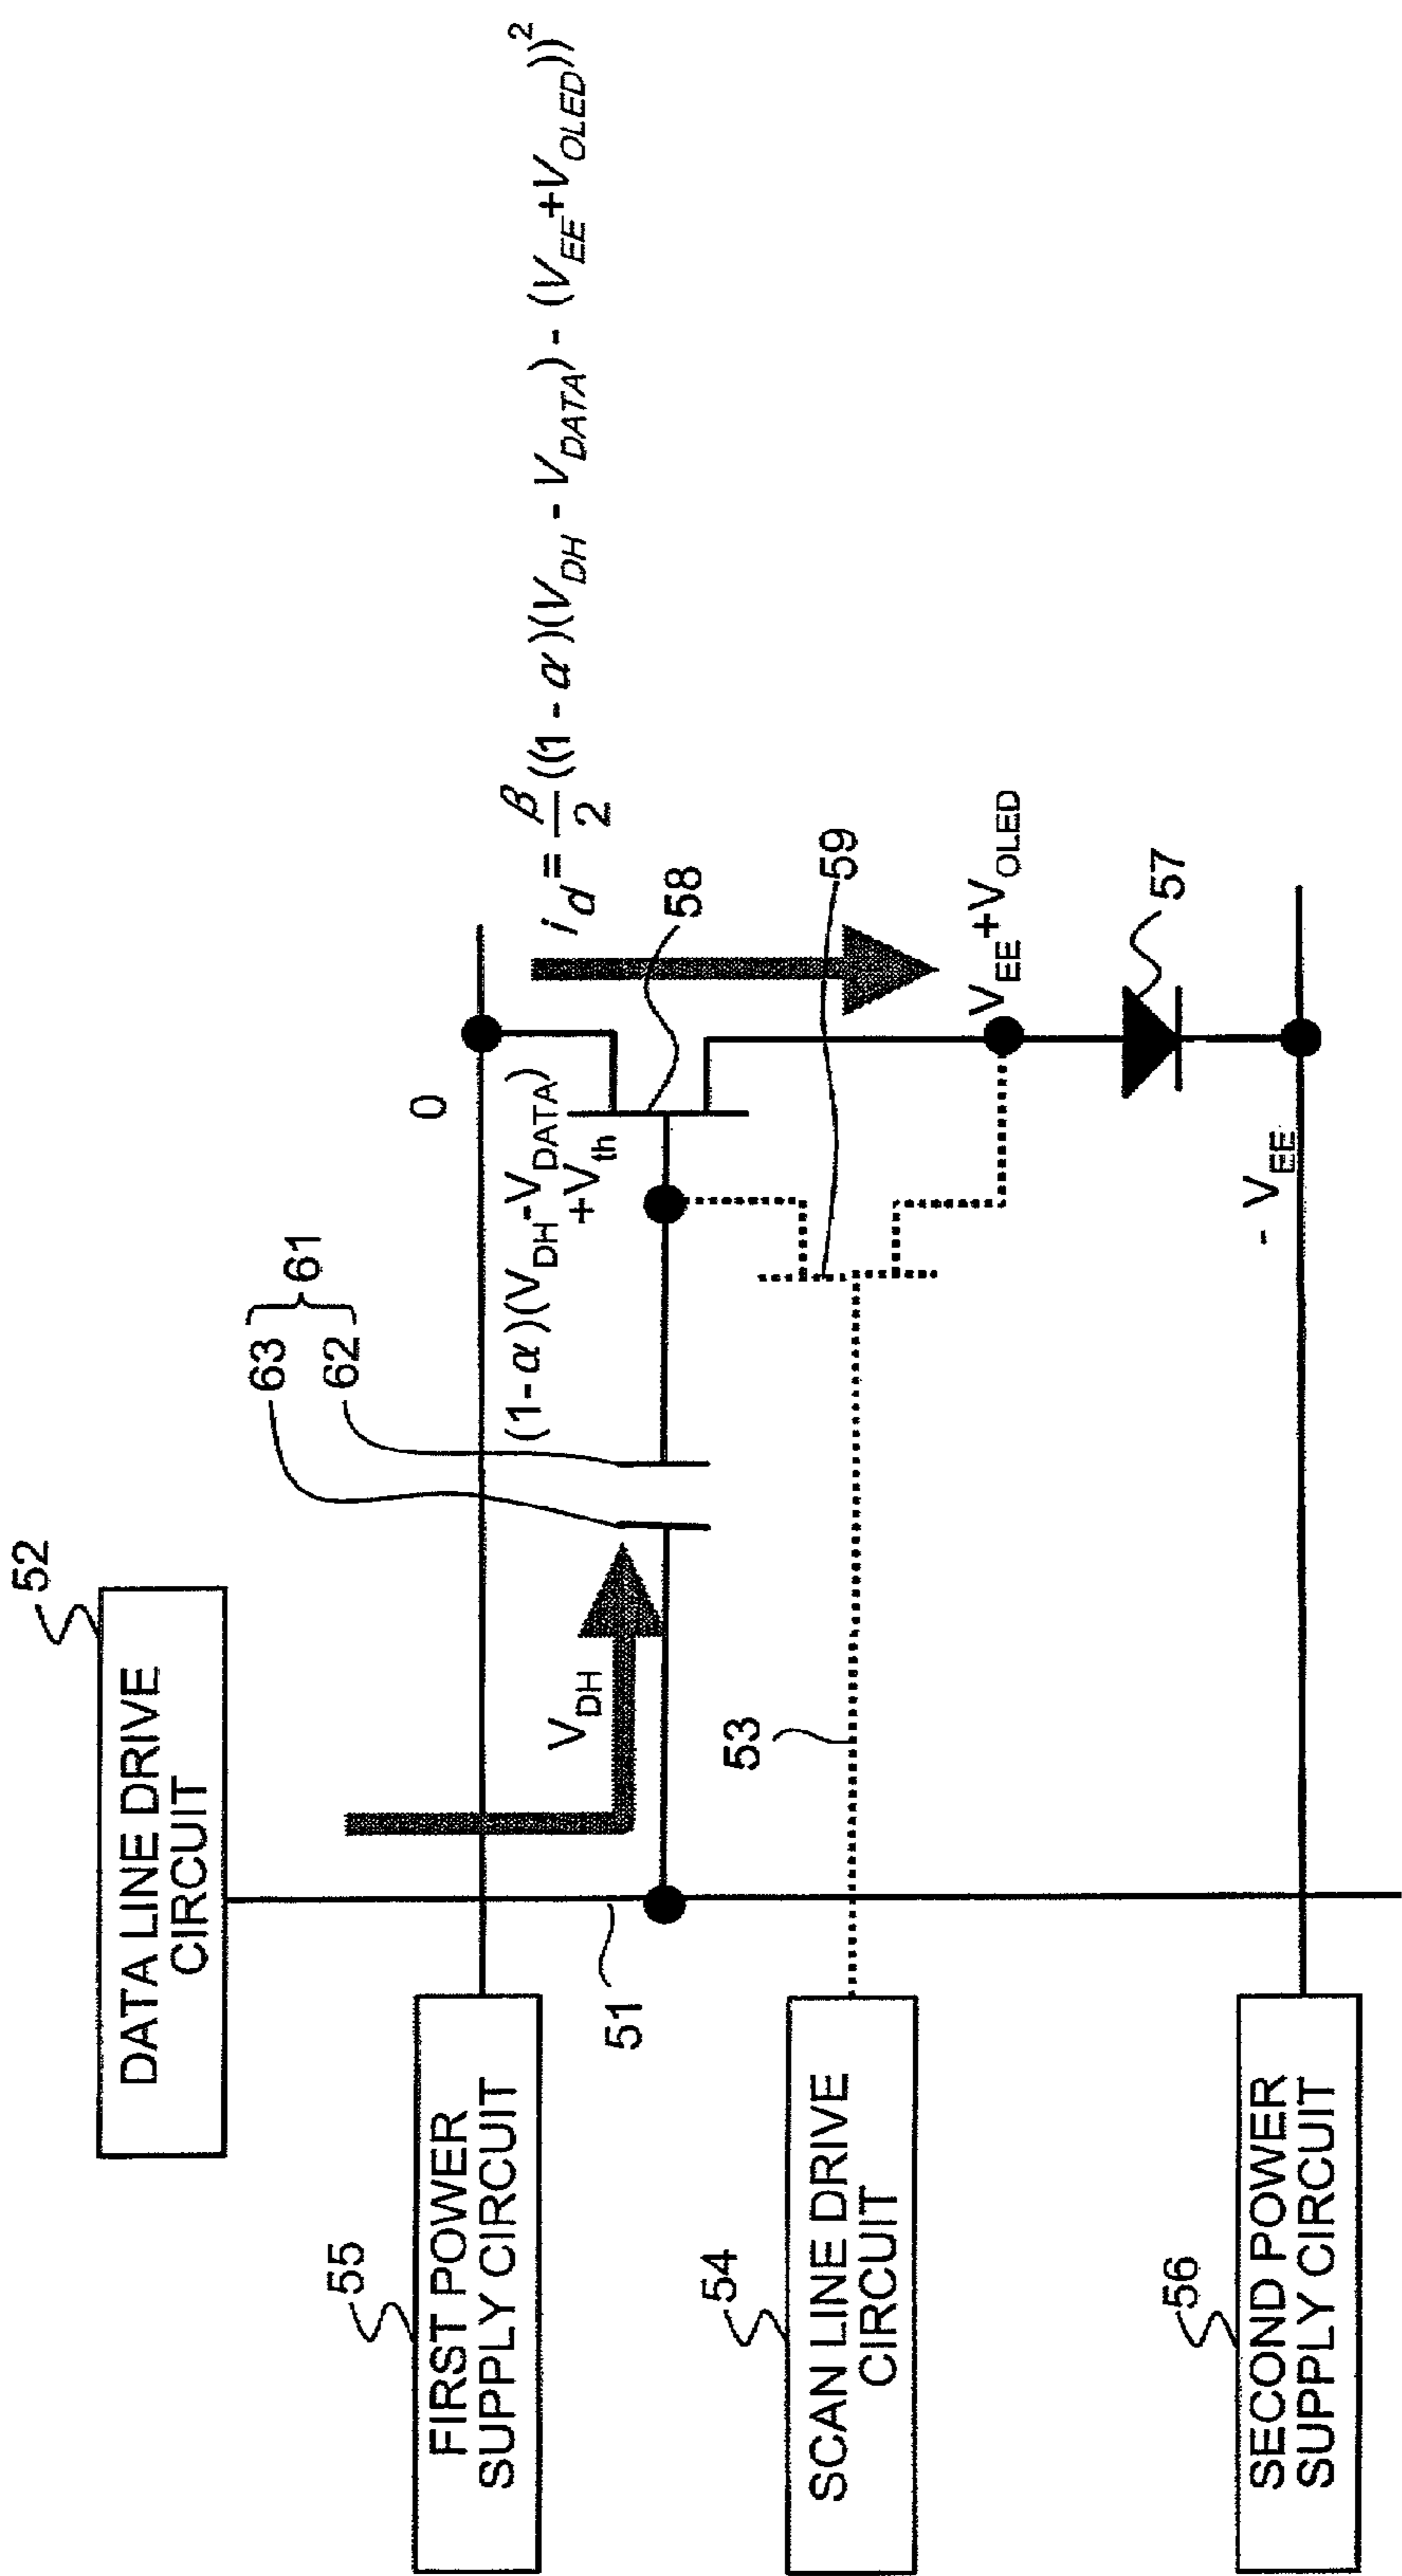 52
DATA LINE DRIVE
CIRCUIT
63
62
61
55
FIRST POWER
SUPPLY CIRCUIT
0
51
V_DH
(1-α)(V_DH-V_DATA)
+V_th
i_d = β/2 ((1 - α)(V_DH - V_DATA) - (V_EE+V_OLED))²
58
54
SCAN LINE DRIVE
CIRCUIT
53
59
V_EE+V_OLED
57
56
SECOND POWER
SUPPLY CIRCUIT
- V_EE